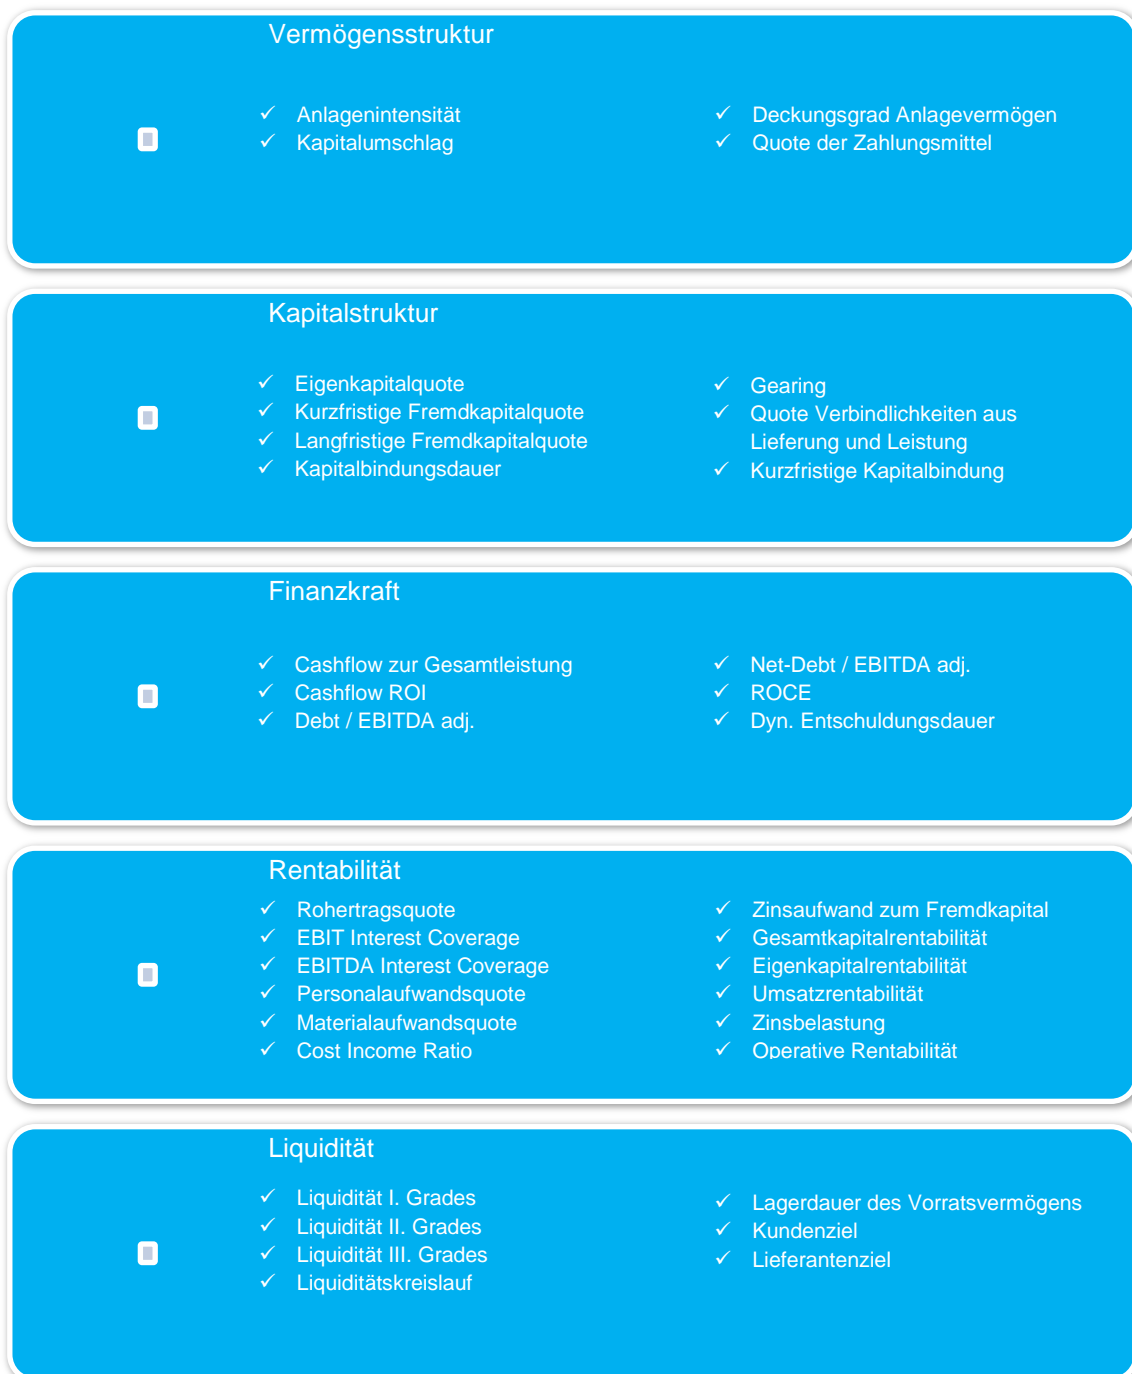 Vermögensstruktur
Anlagenintensität
Kapitalumschlag
Deckungsgrad Anlagevermögen
Quote der Zahlungsmittel
Kapitalstruktur
Eigenkapitalquote
Kurzfristige Fremdkapitalquote
Langfristige Fremdkapitalquote
Kapitalbindungsdauer
Gearing
Quote Verbindlichkeiten aus
Lieferung und Leistung
Kurzfristige Kapitalbindung
Finanzkraft
Cashflow zur Gesamtleistung
Cashflow ROI
Debt / EBITDA adj.
Net-Debt / EBITDA adj.
ROCE
Dyn. Entschuldungsdauer
Rentabilität
Rohertragsquote
EBIT Interest Coverage
EBITDA Interest Coverage
Personalaufwandsquote
Materialaufwandsquote
Cost Income Ratio
Zinsaufwand zum Fremdkapital
Gesamtkapitalrentabilität
Eigenkapitalrentabilität
Umsatzrentabilität
Zinsbelastung
Operative Rentabilität
Liquidität
Liquidität I. Grades
Liquidität II. Grades
Liquidität III. Grades
Liquiditätskreislauf
Lagerdauer des Vorratsvermögens
Kundenziel
Lieferantenziel